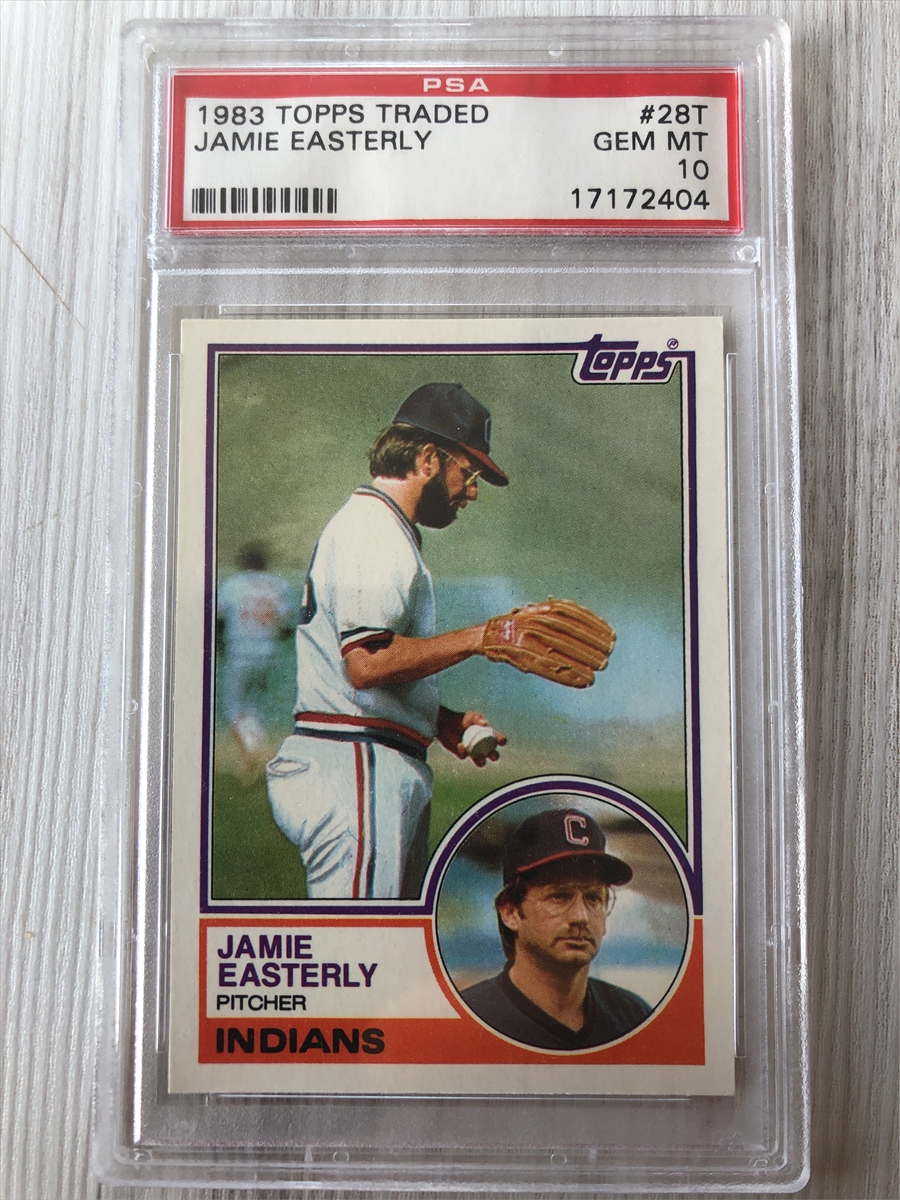 PSA
1983 TOPPS TRADED #28T
JAMIE EASTERLY GEM MT
10
17172404
TOPPS®
C
JAMIE
EASTERLY
PITCHER
INDIANS